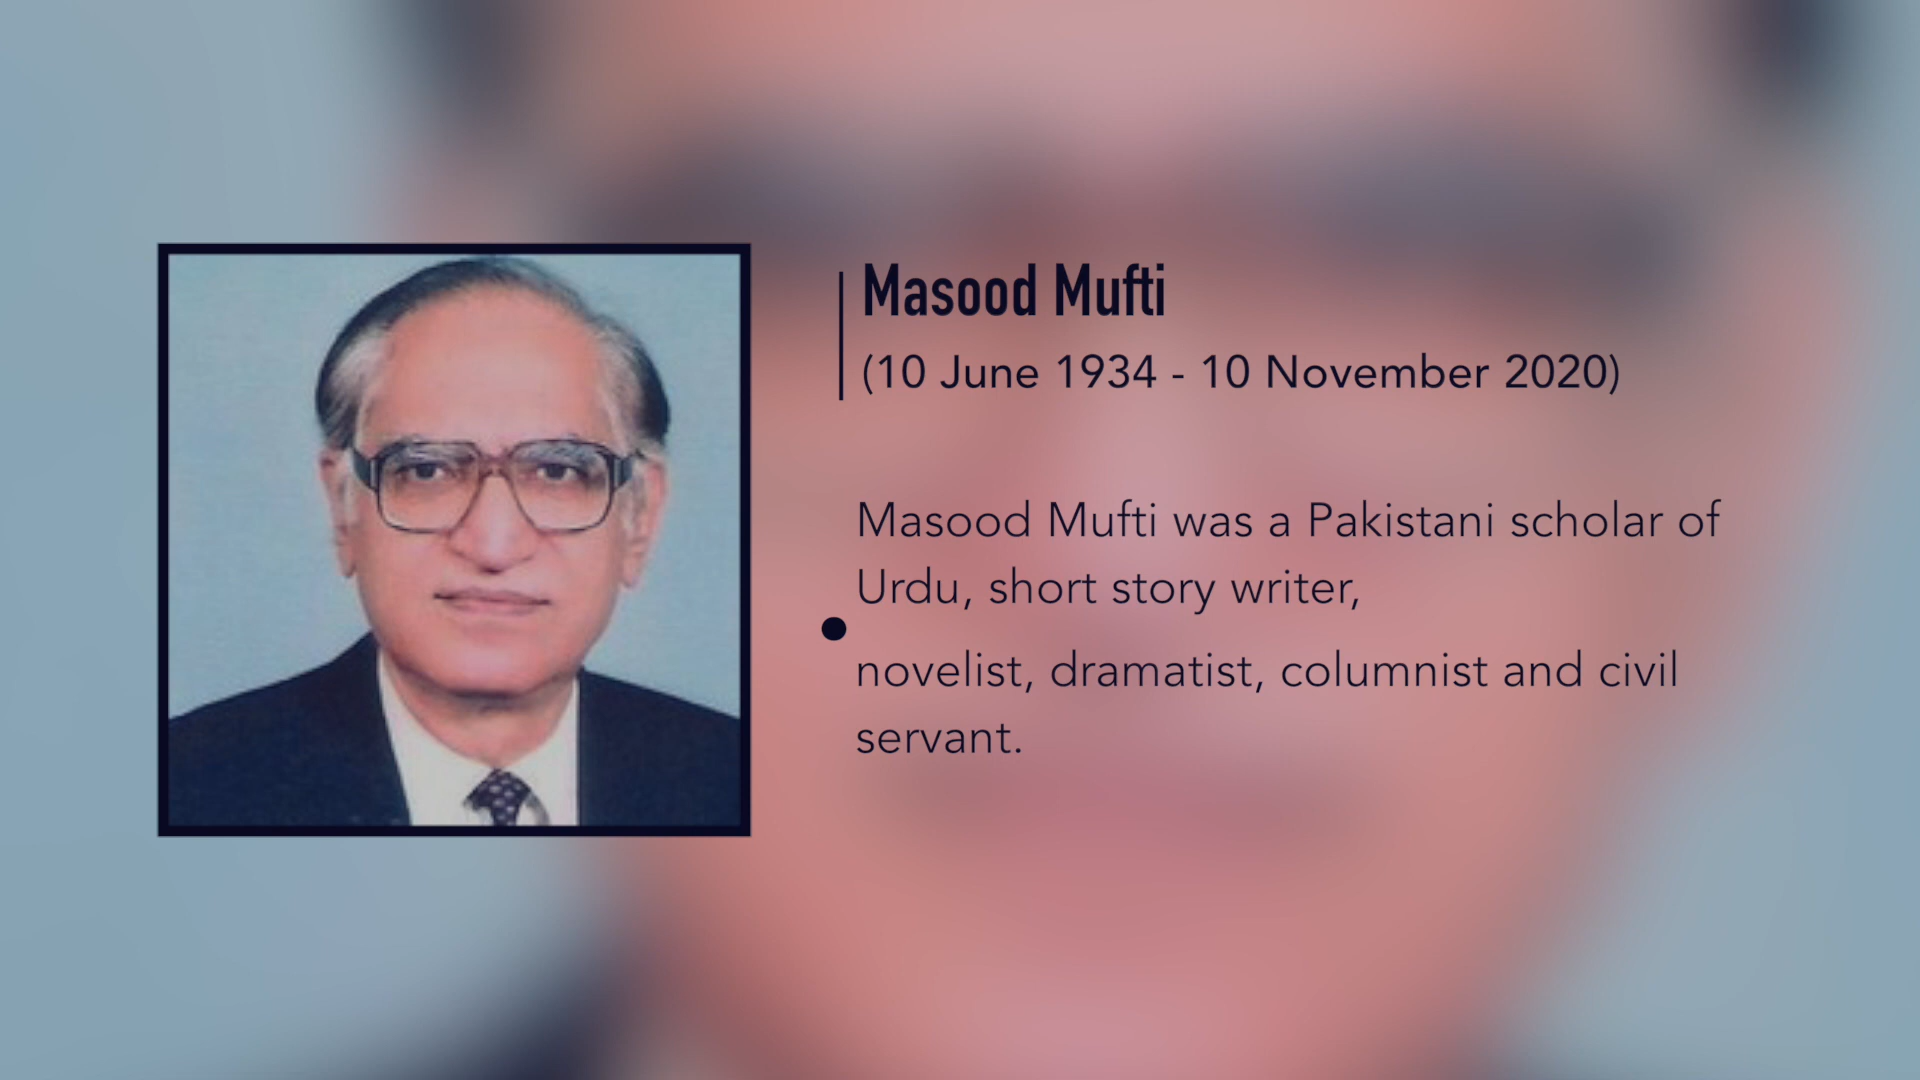 Masood Mufti
(10 June 1934 - 10 November 2020)
Masood Mufti was a Pakistani scholar of
Urdu, short story writer,
novelist, dramatist, columnist and civil
servant.